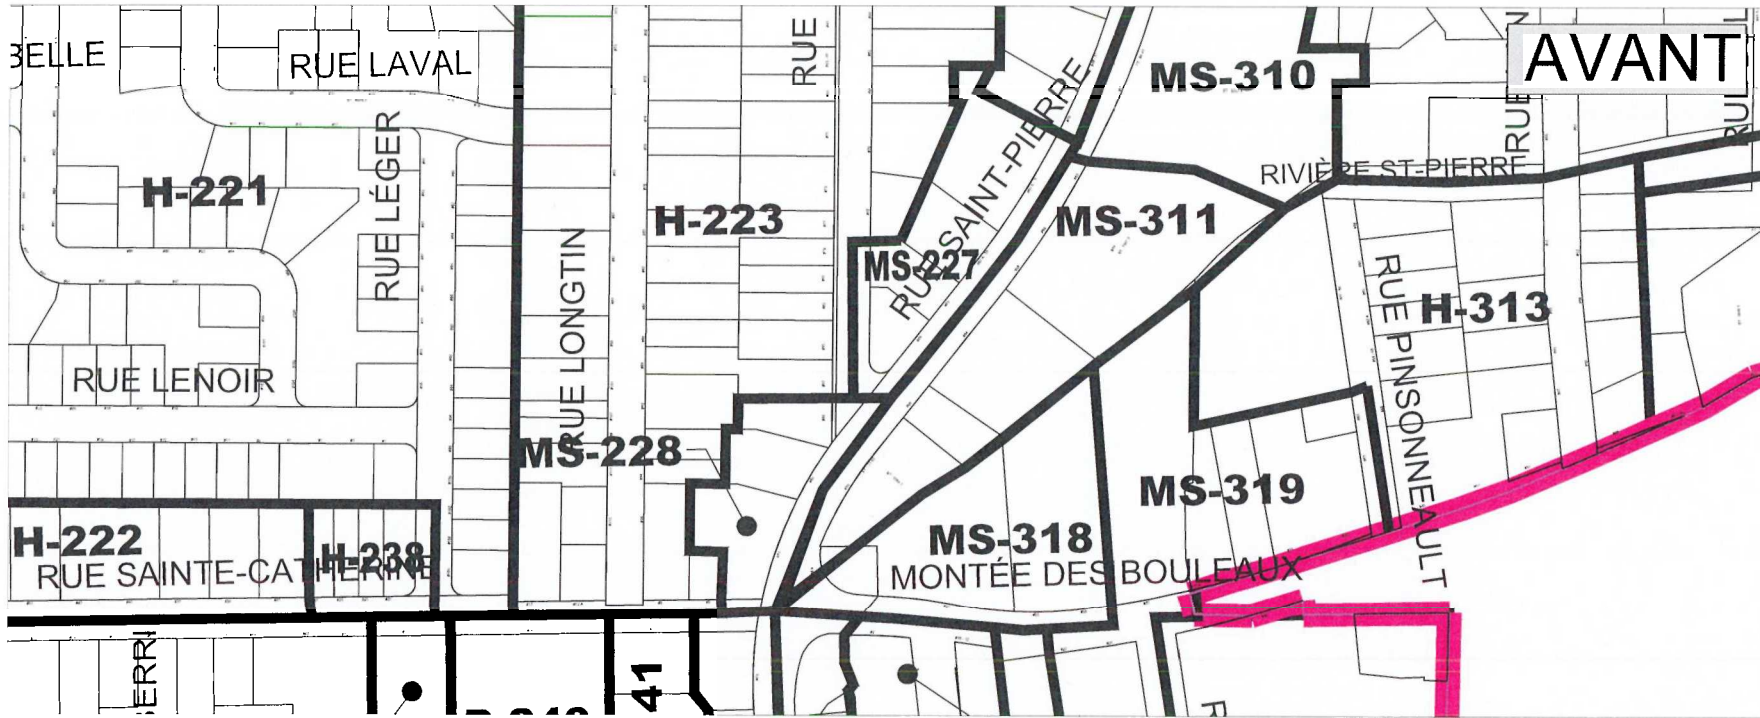 AVANT
BELLE
RUE LAVAL
RUE
MS-310
RUE
RUE LÉGER
RUE SAINT-PIERRE
RIVIÈRE ST-PIERRE
H-221
H-223
MS-311
MS-227
RUE LONGTIN
RUE PINSONNEAULT
H-313
RUE LENOIR
MS-228
MS-319
H-222
H-238
MS-318
RUE SAINTE-CATHERINE
MONTÉE DES BOULEAUX
41